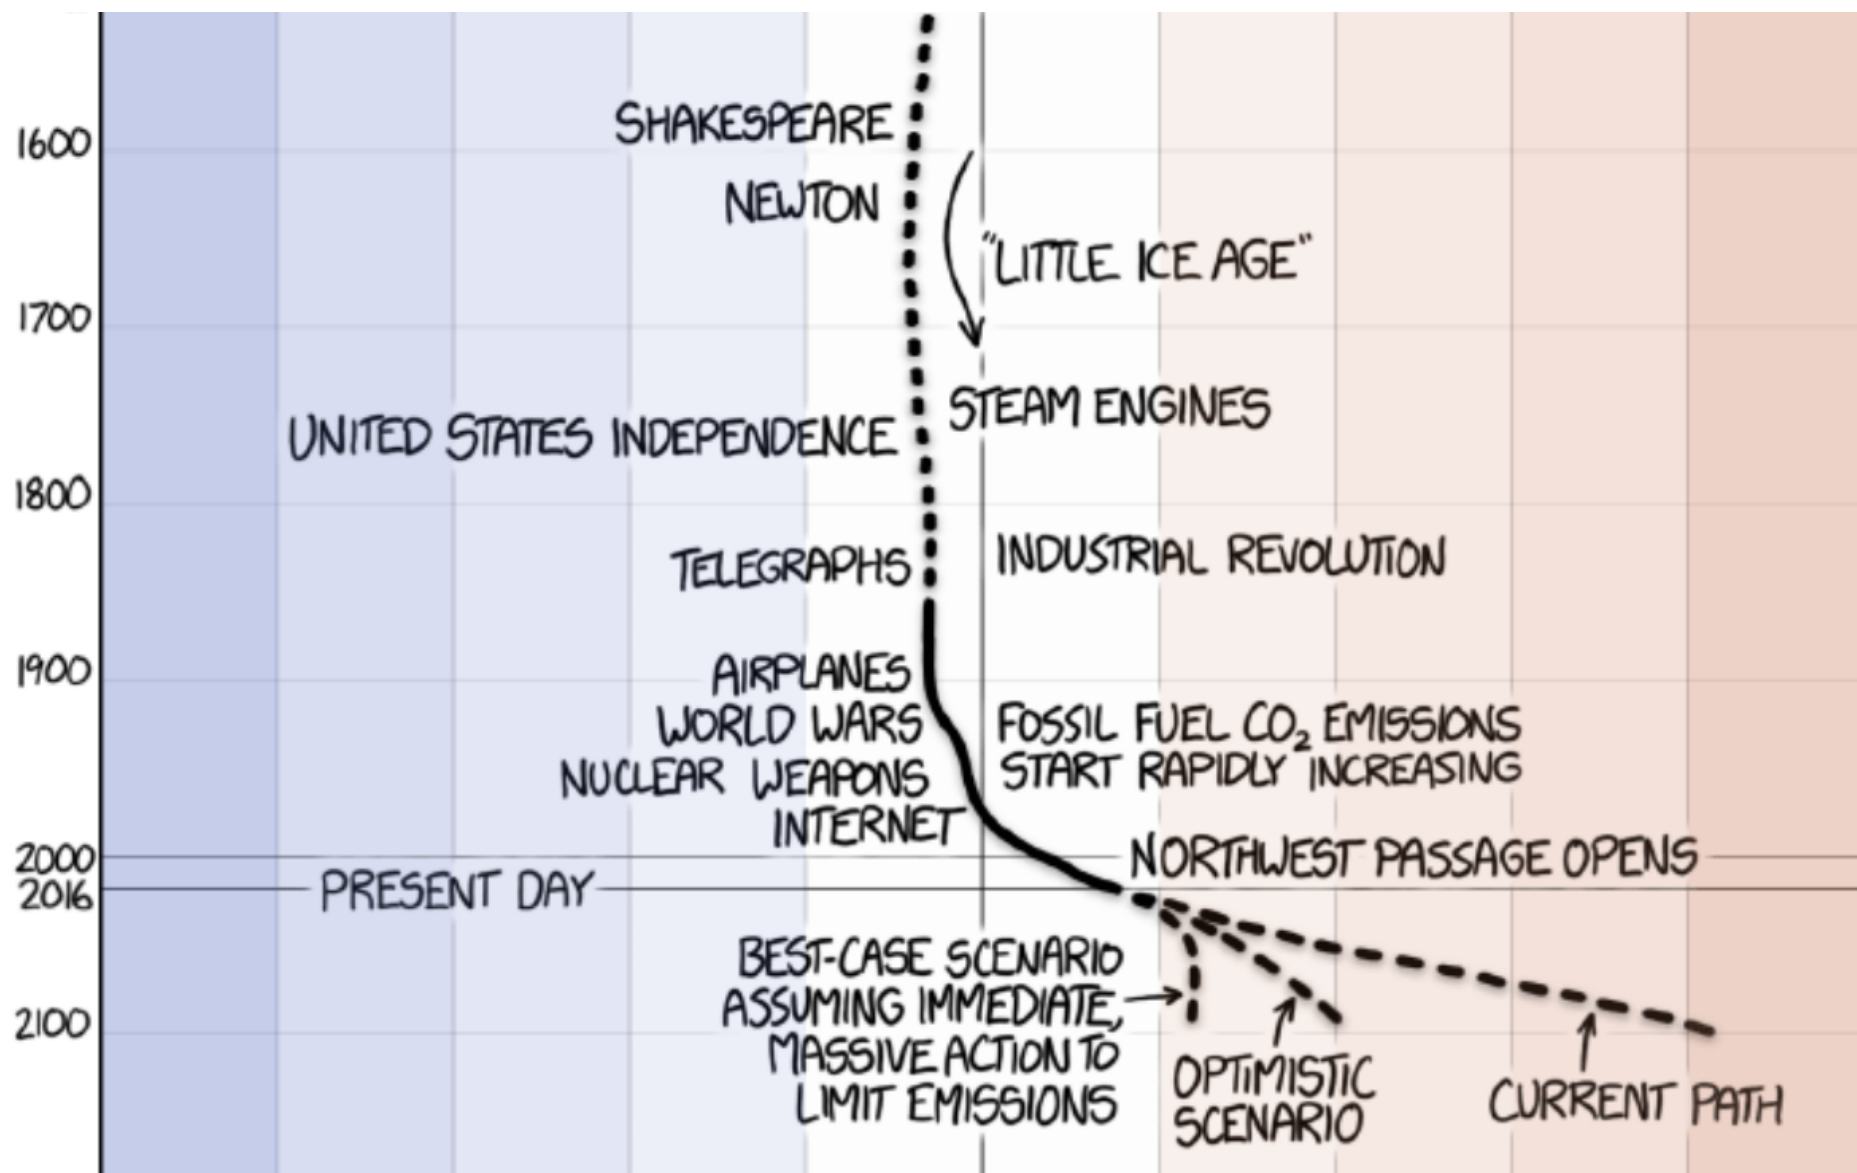 SHAKESPEARE
1600
NEWTON
"LITTLE ICE AGE"
1700
STEAM ENGINES
UNITED STATES INDEPENDENCE
1800
TELEGRAPHS
INDUSTRIAL REVOLUTION
1900
AIRPLANES
WORLD WARS
FOSSIL FUEL CO₂ EMISSIONS
START RAPIDLY INCREASING
NUCLEAR WEAPONS
INTERNET
2000
NORTHWEST PASSAGE OPENS
2016
PRESENT DAY
BEST-CASE SCENARIO
ASSUMING IMMEDIATE,
MASSIVE ACTION TO
LIMIT EMISSIONS
2100
OPTIMISTIC
SCENARIO
CURRENT PATH